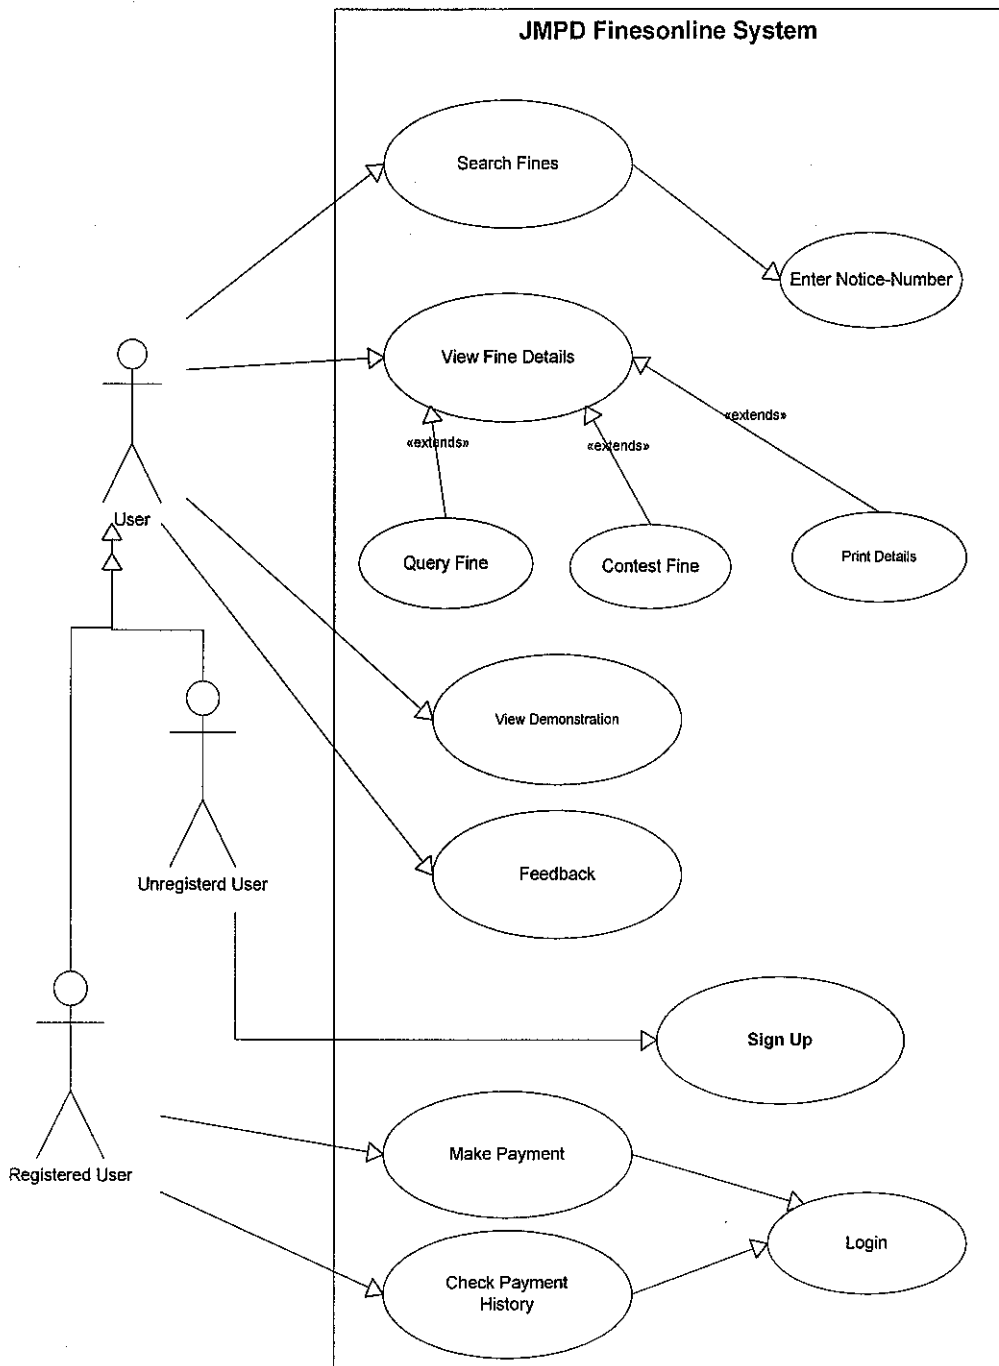 JMPD Finesonline System
Search Fines
Enter Notice-Number
View Fine Details
«extends»
«extends»
«extends»
User
Query Fine
Contest Fine
Print Details
View Demonstration
Feedback
Unregisterd User
Sign Up
Make Payment
Registered User
Login
Check Payment
History